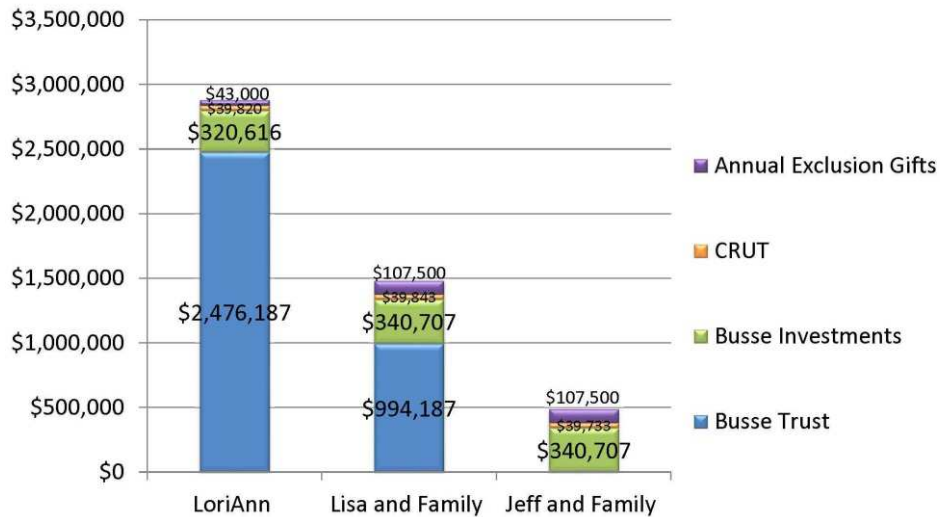 $3,500,000
$3,000,000
$2,500,000
$2,000,000
$1,500,000
$1,000,000
$500,000
$0
$43,000
$39,820
$320,616
$2,476,187
$107,500
$39,843
$340,707
$994,187
$107,500
$39,733
$340,707
LoriAnn
Lisa and Family
Jeff and Family
Annual Exclusion Gifts
CRUT
Busse Investments
Busse Trust